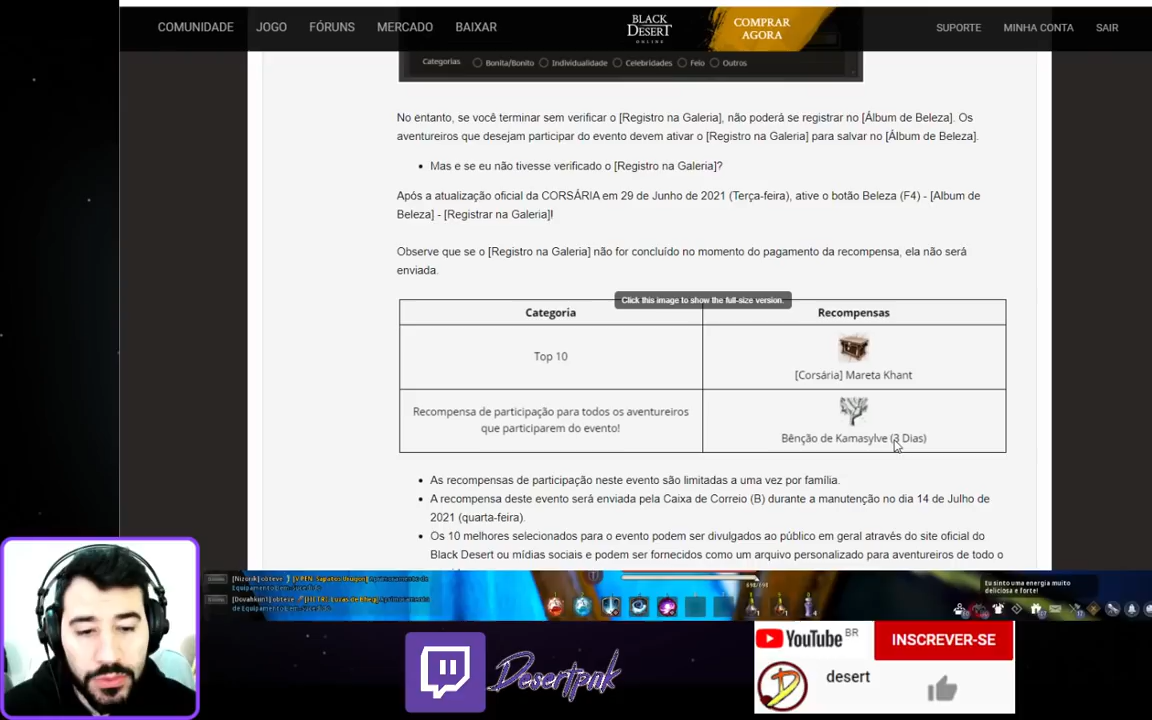 COMUNIDADE JOGO FÓRUNS MERCADO BAIXAR
BLACK
DESERT
ONLINE
COMPRAR
AGORA
SUPORTE MINHA CONTA SAIR
Categorias Bonita/Bonito Individualidade Celebridades Feio Outros
No entanto, se você terminar sem verificar o [Registro na Galeria], não poderá se registrar no [Álbum de Beleza]. Os
aventureiros que desejam participar do evento devem ativar o [Registro na Galeria] para salvar no [Álbum de Beleza].
• Mas e se eu não tivesse verificado o [Registro na Galeria]?
Após a atualização oficial da CORSÁRIA em 29 de Junho de 2021 (Terça-feira), ative o botão Beleza (F4) - [Album de
Beleza] - [Registrar na Galeria]!
Observe que se o [Registro na Galeria] não for concluído no momento do pagamento da recompensa, ela não será
enviada.
Click this image to show the full-size version.
Categoria Recompensas
Top 10
[Corsária] Mareta Khant
Recompensa de participação para todos os aventureiros
que participarem do evento!
Bênção de Kamasylve (3 Dias)
• As recompensas de participação neste evento são limitadas a uma vez por família.
• A recompensa deste evento será enviada pela Caixa de Correio (B) durante a manutenção no dia 14 de Julho de
2021 (quarta-feira).
• Os 10 melhores selecionados para o evento podem ser divulgados ao público em geral através do site oficial do
Black Desert ou mídias sociais e podem ser fornecidos como um arquivo personalizado para aventureiros de todo o
Eu sinto uma energia muito
deliciosa e forte!
Desertpnk
YouTube BR
INSCREVER-SE
desert